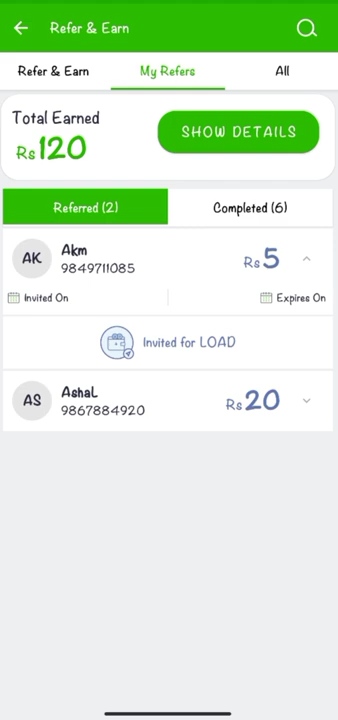 Refer & Earn
Refer & Earn
My Refers
All
Total Earned
Rs 120
SHOW DETAILS
Referred (2)
Completed (6)
AK
Akm
9849711085
Rs 5
Invited On
Expires On
Invited for LOAD
AS
Ashal
9867884920
Rs 20